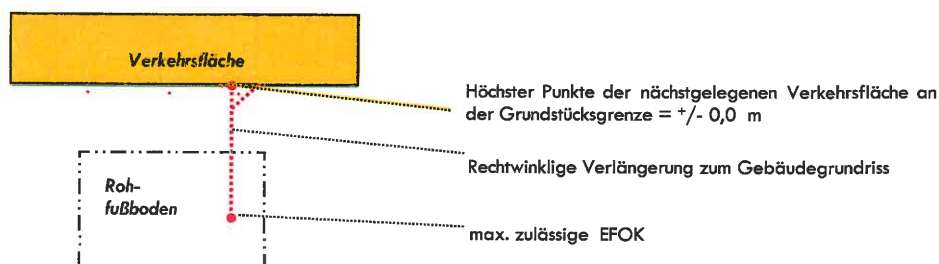 Verkehrsfläche
Höchster Punkte der nächstgelegenen Verkehrsfläche an
der Grundstücksgrenze = +/- 0,0 m
Rechtwinklige Verlängerung zum Gebäudegrundriss
Roh-
fußboden
max. zulässige EFOK